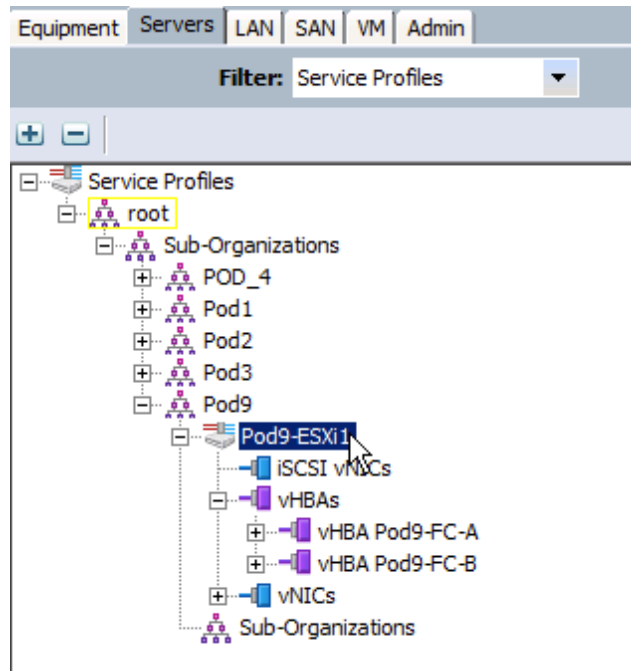 Equipment Servers LAN SAN VM Admin
Filter: Service Profiles
Service Profiles
root
Sub-Organizations
POD_4
Pod1
Pod2
Pod3
Pod9
Pod9-ESXi1
iSCSI vNICs
vHBAs
vHBA Pod9-FC-A
vHBA Pod9-FC-B
vNICs
Sub-Organizations